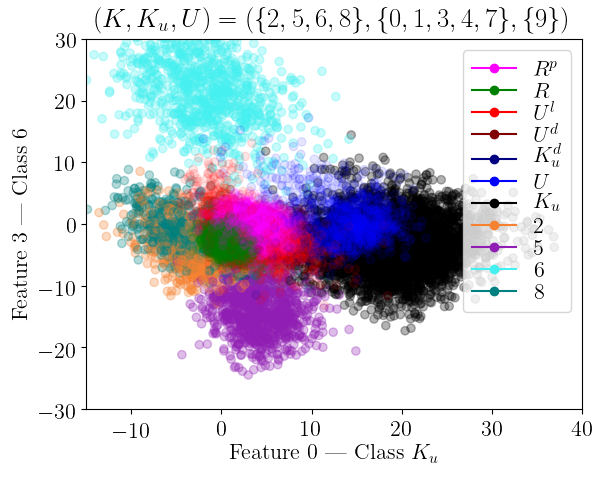 (K, K_u, U) = ({2, 5, 6, 8}, {0, 1, 3, 4, 7}, {9})
30
20
10
0
−10
−20
−30
Feature 3 — Class 6
R^p
R
U^l
U^d
K_u^d
U
K_u
2
5
6
8
−10
0
10
20
30
40
Feature 0 — Class K_u